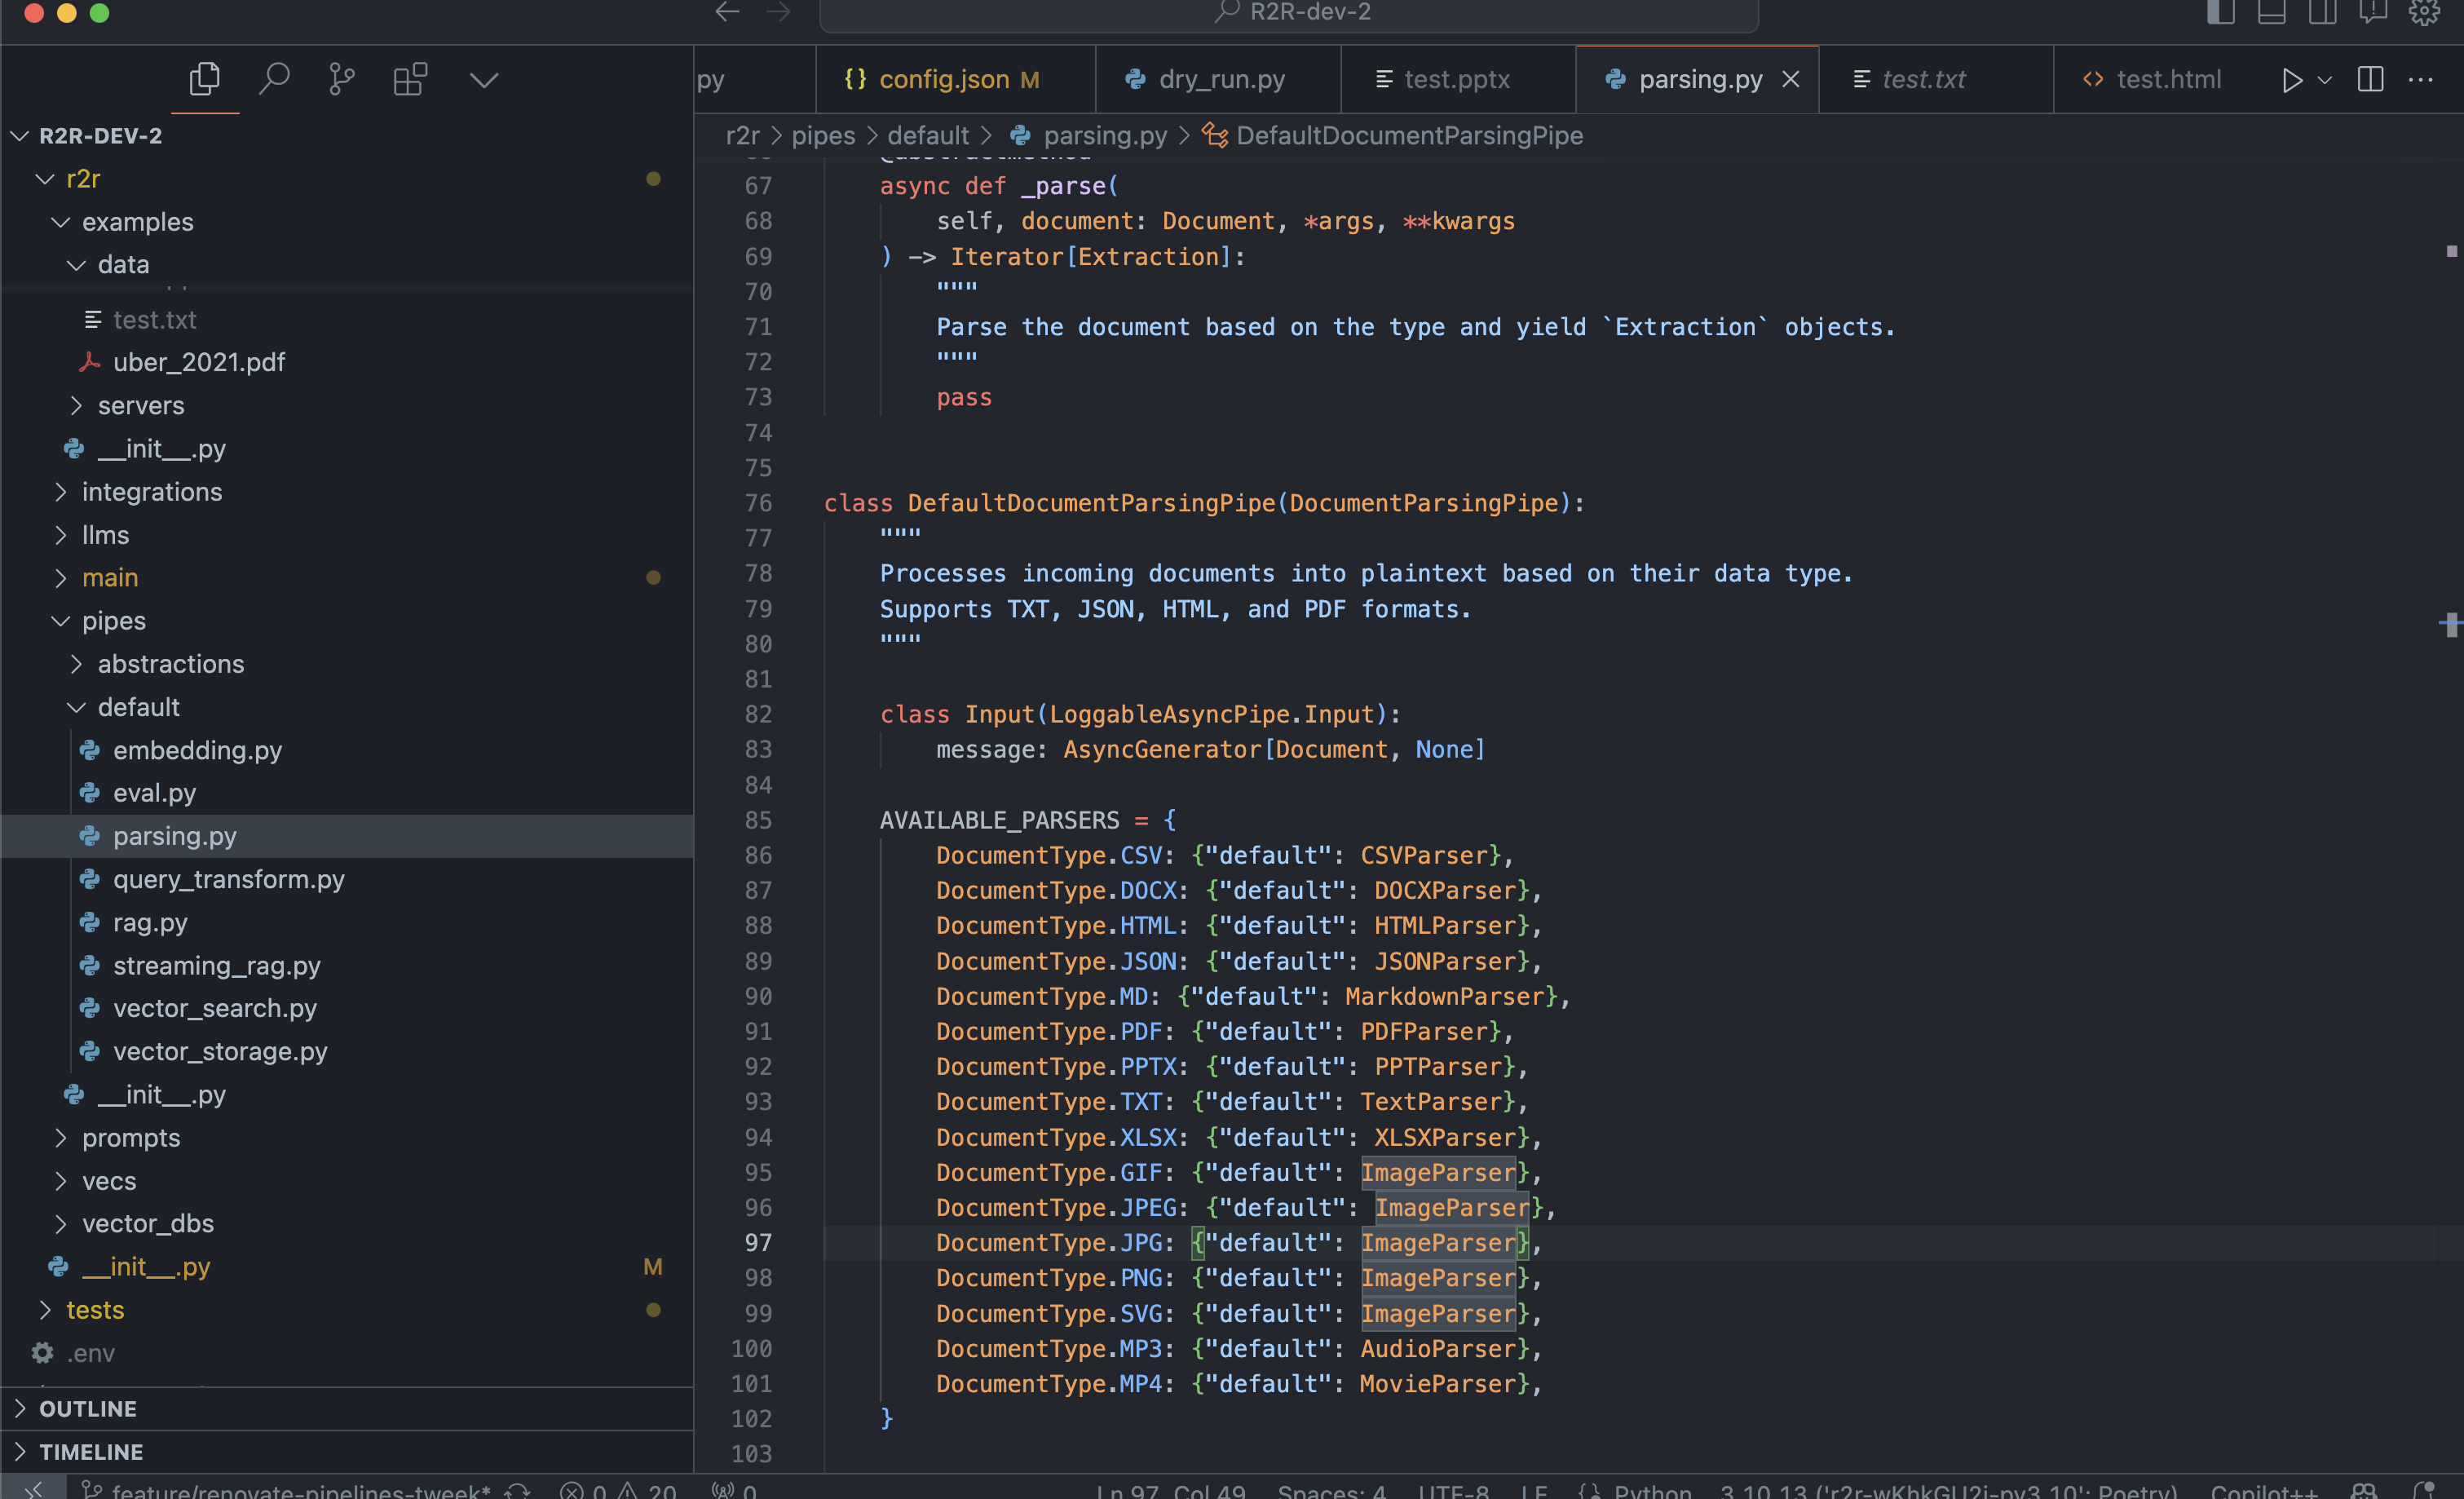 R2R-dev-2
py
config.json M
dry_run.py
test.pptx
parsing.py
test.txt
test.html
R2R-DEV-2
r2r
examples
data
test.txt
uber_2021.pdf
servers
__init__.py
integrations
llms
main
pipes
abstractions
default
embedding.py
eval.py
parsing.py
query_transform.py
rag.py
streaming_rag.py
vector_search.py
vector_storage.py
__init__.py
prompts
vecs
vector_dbs
__init__.py M
tests
.env
OUTLINE
TIMELINE
r2r > pipes > default > parsing.py > DefaultDocumentParsingPipe
@abstractmethod
67 async def _parse(
68 self, document: Document, *args, **kwargs
69 ) -> Iterator[Extraction]:
70 """
71 Parse the document based on the type and yield `Extraction` objects.
72 """
73 pass
74
75
76 class DefaultDocumentParsingPipe(DocumentParsingPipe):
77 """
78 Processes incoming documents into plaintext based on their data type.
79 Supports TXT, JSON, HTML, and PDF formats.
80 """
81
82 class Input(LoggableAsyncPipe.Input):
83 message: AsyncGenerator[Document, None]
84
85 AVAILABLE_PARSERS = {
86 DocumentType.CSV: {"default": CSVParser},
87 DocumentType.DOCX: {"default": DOCXParser},
88 DocumentType.HTML: {"default": HTMLParser},
89 DocumentType.JSON: {"default": JSONParser},
90 DocumentType.MD: {"default": MarkdownParser},
91 DocumentType.PDF: {"default": PDFParser},
92 DocumentType.PPTX: {"default": PPTParser},
93 DocumentType.TXT: {"default": TextParser},
94 DocumentType.XLSX: {"default": XLSXParser},
95 DocumentType.GIF: {"default": ImageParser},
96 DocumentType.JPEG: {"default": ImageParser},
97 DocumentType.JPG: {"default": ImageParser},
98 DocumentType.PNG: {"default": ImageParser},
99 DocumentType.SVG: {"default": ImageParser},
100 DocumentType.MP3: {"default": AudioParser},
101 DocumentType.MP4: {"default": MovieParser},
102 }
103
feature/renovate-pipelines-tweek* 0 20 0 Ln 97, Col 49 Spaces: 4 UTF-8 LF {} Python 3.10.13 ('r2r-wKhkGU2i-py3.10': Poetry) Copilot++